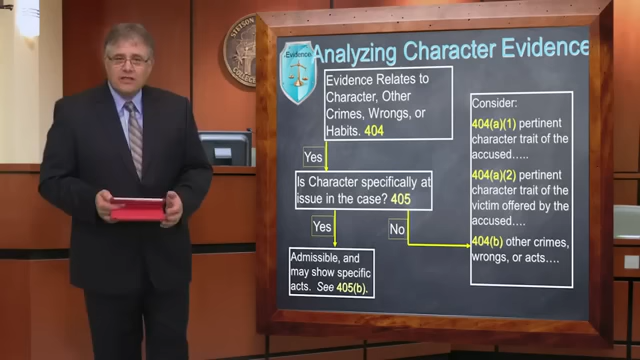 STETSON
COLLEGE
Evidence
Analyzing Character Evidence
Evidence Relates to
Character, Other
Crimes, Wrongs, or
Habits. 404
Yes
Is Character specifically at
issue in the case? 405
Yes
No
Admissible, and
may show specific
acts. See 405(b).
Consider:
404(a)(1) pertinent
character trait of the
accused.....
404(a)(2) pertinent
character trait of the
victim offered by the
accused....
404(b) other crimes,
wrongs, or acts....